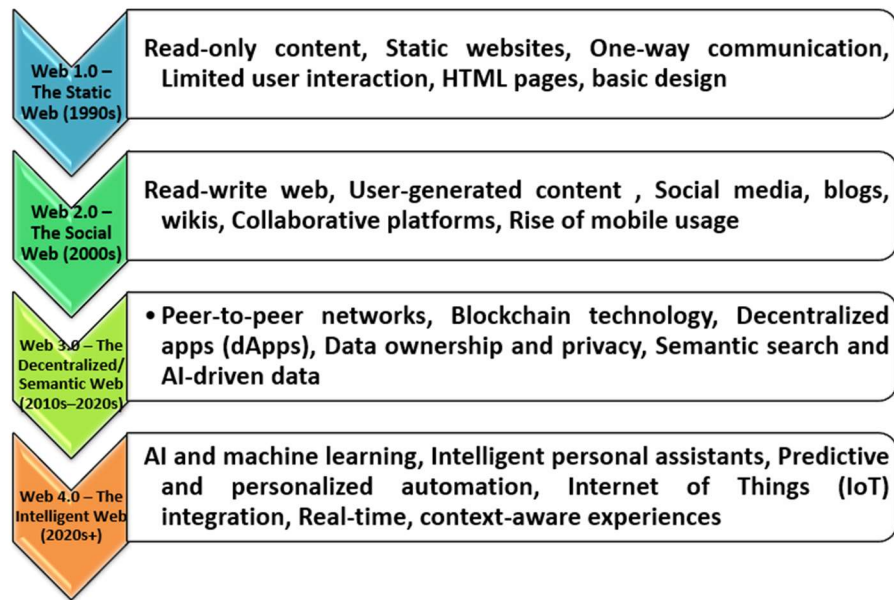 Web 1.0 –
The Static
Web (1990s)
Read-only content, Static websites, One-way communication,
Limited user interaction, HTML pages, basic design
Web 2.0 –
The Social
Web (2000s)
Read-write web, User-generated content , Social media, blogs,
wikis, Collaborative platforms, Rise of mobile usage
Web 3.0 – The
Decentralized/
Semantic Web
(2010s–2020s)
• Peer-to-peer networks, Blockchain technology, Decentralized
apps (dApps), Data ownership and privacy, Semantic search and
AI-driven data
Web 4.0 – The
Intelligent Web
(2020s+)
AI and machine learning, Intelligent personal assistants, Predictive
and personalized automation, Internet of Things (IoT)
integration, Real-time, context-aware experiences